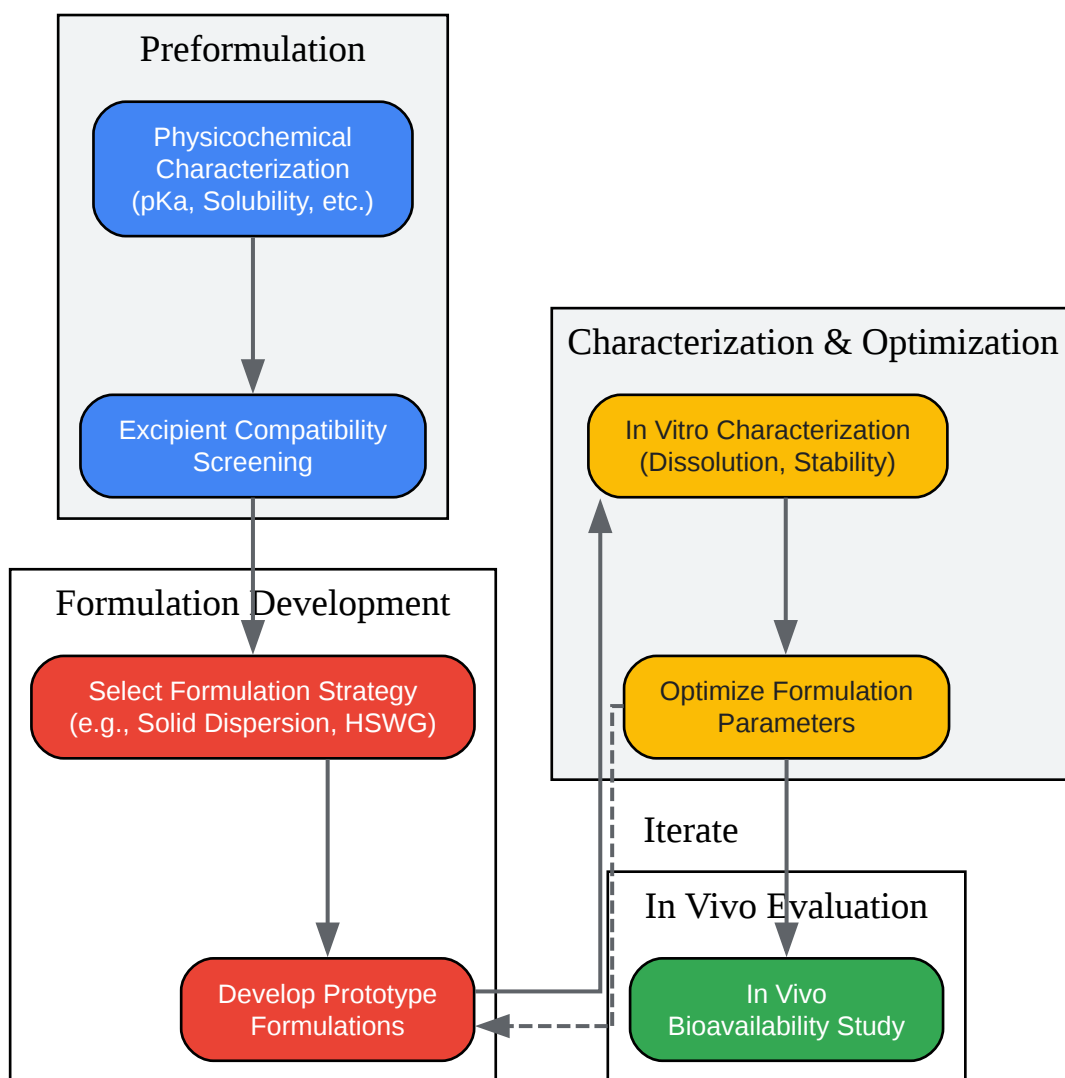 Preformulation
Physicochemical
Characterization
(pKa, Solubility, etc.)
Excipient Compatibility
Screening
Formulation Development
Select Formulation Strategy
(e.g., Solid Dispersion, HSWG)
Develop Prototype
Formulations
Characterization & Optimization
In Vitro Characterization
(Dissolution, Stability)
Optimize Formulation
Parameters
Iterate
In Vivo Evaluation
In Vivo
Bioavailability Study